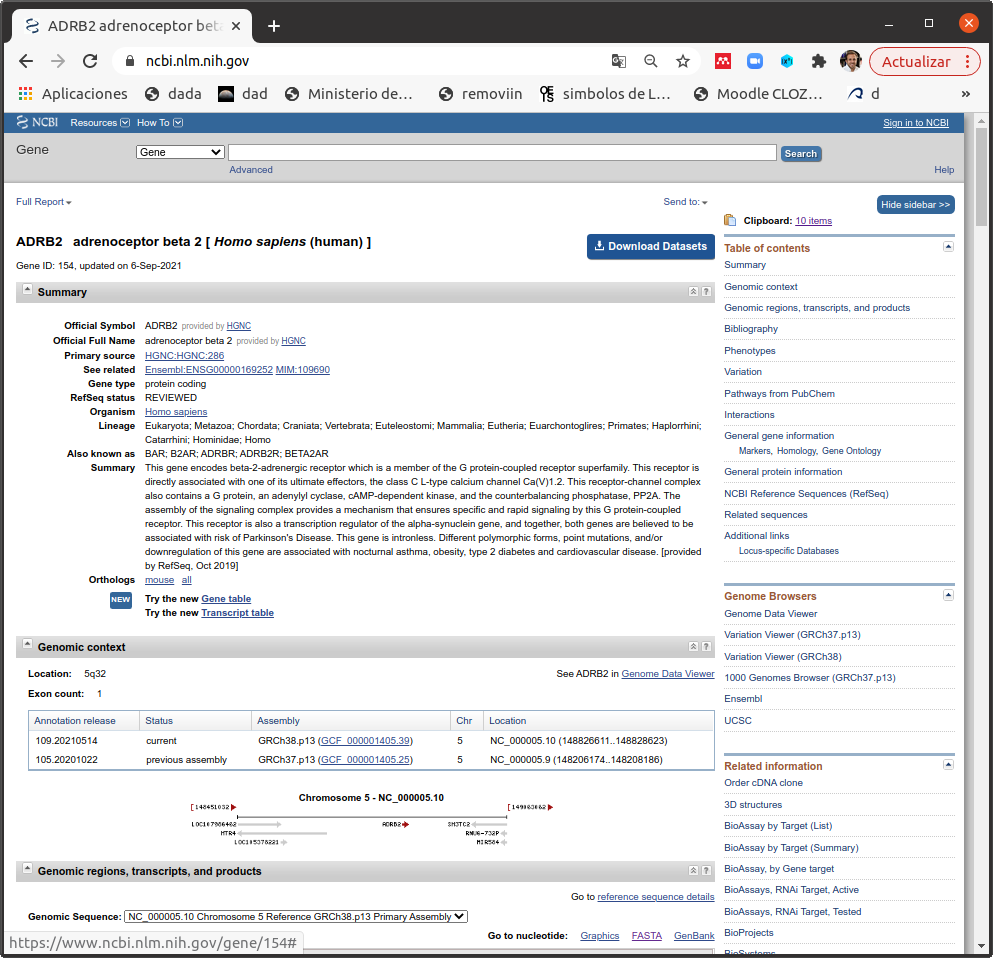 ADRB2 adrenoceptor beta
ncbi.nlm.nih.gov
Actualizar
Aplicaciones dada dad Ministerio de... removiin simbolos de L... Moodle CLOZ... d »
NCBI Resources How To Sign in to NCBI
Gene Gene Search
Advanced Help
Full Report Send to: Hide sidebar >>
Clipboard: 10 items
ADRB2 adrenoceptor beta 2 [ Homo sapiens (human) ]
Download Datasets
Gene ID: 154, updated on 6-Sep-2021
Summary
Official Symbol ADRB2 provided by HGNC
Official Full Name adrenoceptor beta 2 provided by HGNC
Primary source HGNC:HGNC:286
See related Ensembl:ENSG00000169252 MIM:109690
Gene type protein coding
RefSeq status REVIEWED
Organism Homo sapiens
Lineage Eukaryota; Metazoa; Chordata; Craniata; Vertebrata; Euteleostomi; Mammalia; Eutheria; Euarchontoglires; Primates; Haplorrhini;
Catarrhini; Hominidae; Homo
Also known as BAR; B2AR; ADRBR; ADRB2R; BETA2AR
Summary This gene encodes beta-2-adrenergic receptor which is a member of the G protein-coupled receptor superfamily. This receptor is
directly associated with one of its ultimate effectors, the class C L-type calcium channel Ca(V)1.2. This receptor-channel complex
also contains a G protein, an adenylyl cyclase, cAMP-dependent kinase, and the counterbalancing phosphatase, PP2A. The
assembly of the signaling complex provides a mechanism that ensures specific and rapid signaling by this G protein-coupled
receptor. This receptor is also a transcription regulator of the alpha-synuclein gene, and together, both genes are believed to be
associated with risk of Parkinson's Disease. This gene is intronless. Different polymorphic forms, point mutations, and/or
downregulation of this gene are associated with nocturnal asthma, obesity, type 2 diabetes and cardiovascular disease. [provided
by RefSeq, Oct 2019]
Orthologs mouse all
NEW Try the new Gene table
Try the new Transcript table
Genomic context
Location: 5q32 See ADRB2 in Genome Data Viewer
Exon count: 1
Annotation release Status Assembly Chr Location
109.20210514 current GRCh38.p13 (GCF_000001405.39) 5 NC_000005.10 (148826611..148828623)
105.20201022 previous assembly GRCh37.p13 (GCF_000001405.25) 5 NC_000005.9 (148206174..148208186)
Chromosome 5 - NC_000005.10
[148451032 [149003062
LOC107986462 ADRB2 SH3TC2
HTR4 RNU6-732P
LOC105378221 MIR584
Genomic regions, transcripts, and products
Go to reference sequence details
Genomic Sequence: NC_000005.10 Chromosome 5 Reference GRCh38.p13 Primary Assembly
Go to nucleotide: Graphics FASTA GenBank
https://www.ncbi.nlm.nih.gov/gene/154#
Table of contents
Summary
Genomic context
Genomic regions, transcripts, and products
Bibliography
Phenotypes
Variation
Pathways from PubChem
Interactions
General gene information
Markers, Homology, Gene Ontology
General protein information
NCBI Reference Sequences (RefSeq)
Related sequences
Additional links
Locus-specific Databases
Genome Browsers
Genome Data Viewer
Variation Viewer (GRCh37.p13)
Variation Viewer (GRCh38)
1000 Genomes Browser (GRCh37.p13)
Ensembl
UCSC
Related information
Order cDNA clone
3D structures
BioAssay by Target (List)
BioAssay by Target (Summary)
BioAssay, by Gene target
BioAssays, RNAi Target, Active
BioAssays, RNAi Target, Tested
BioProjects
BioSystems